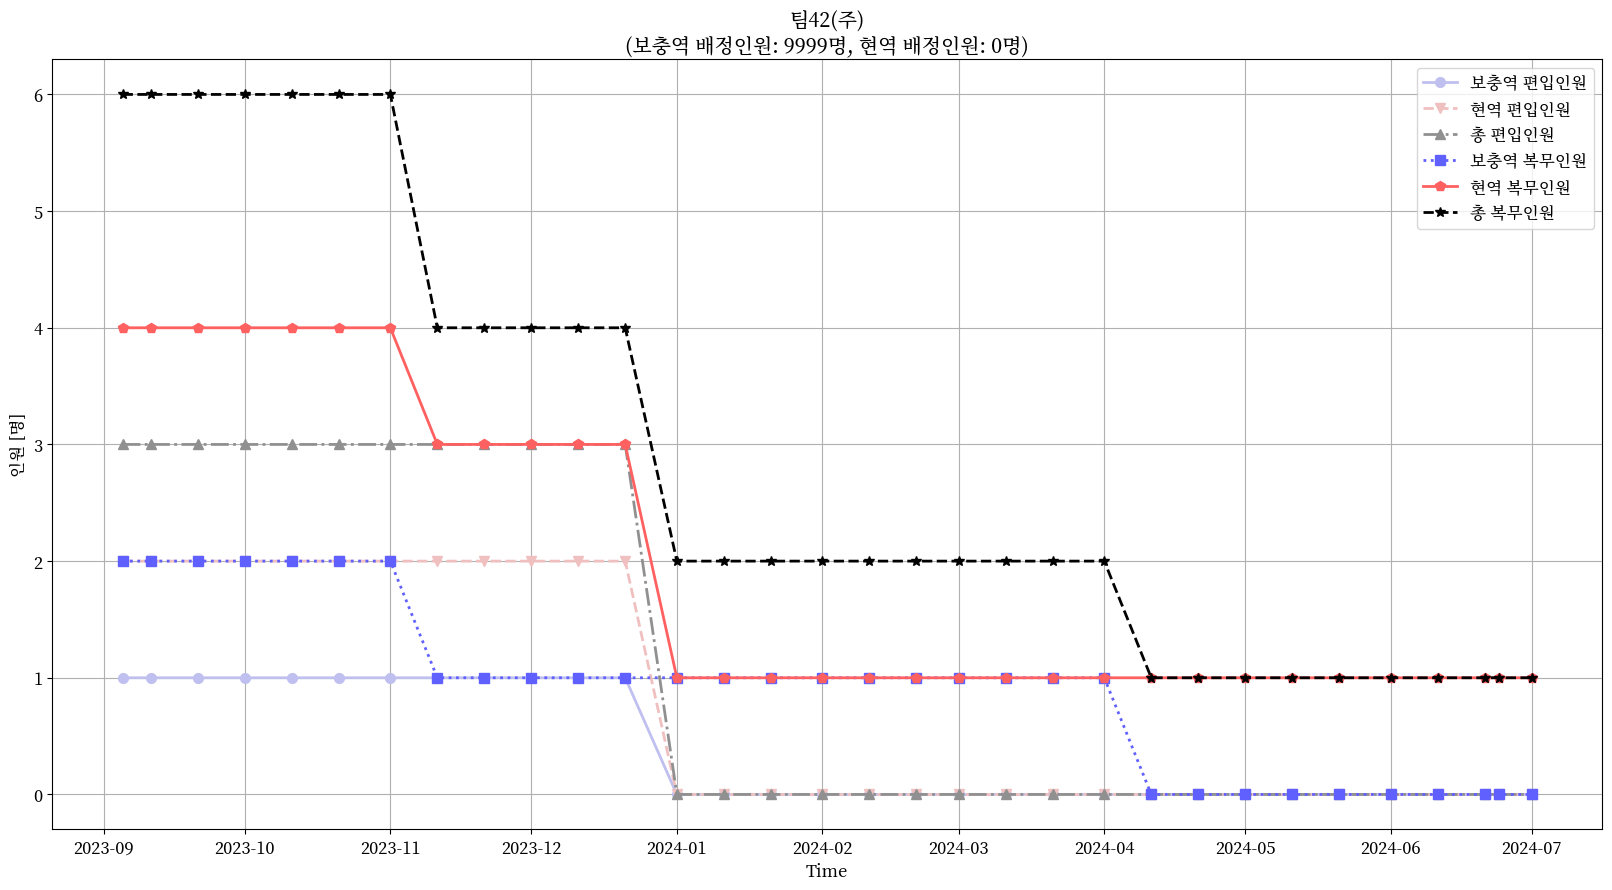 팀42(주)
(보충역 배정인원: 9999명, 현역 배정인원: 0명)
보충역 편입인원
현역 편입인원
총 편입인원
보충역 복무인원
현역 복무인원
총 복무인원
인원 [명]
6
5
4
3
2
1
0
2023-09 2023-10 2023-11 2023-12 2024-01 2024-02 2024-03 2024-04 2024-05 2024-06 2024-07
Time